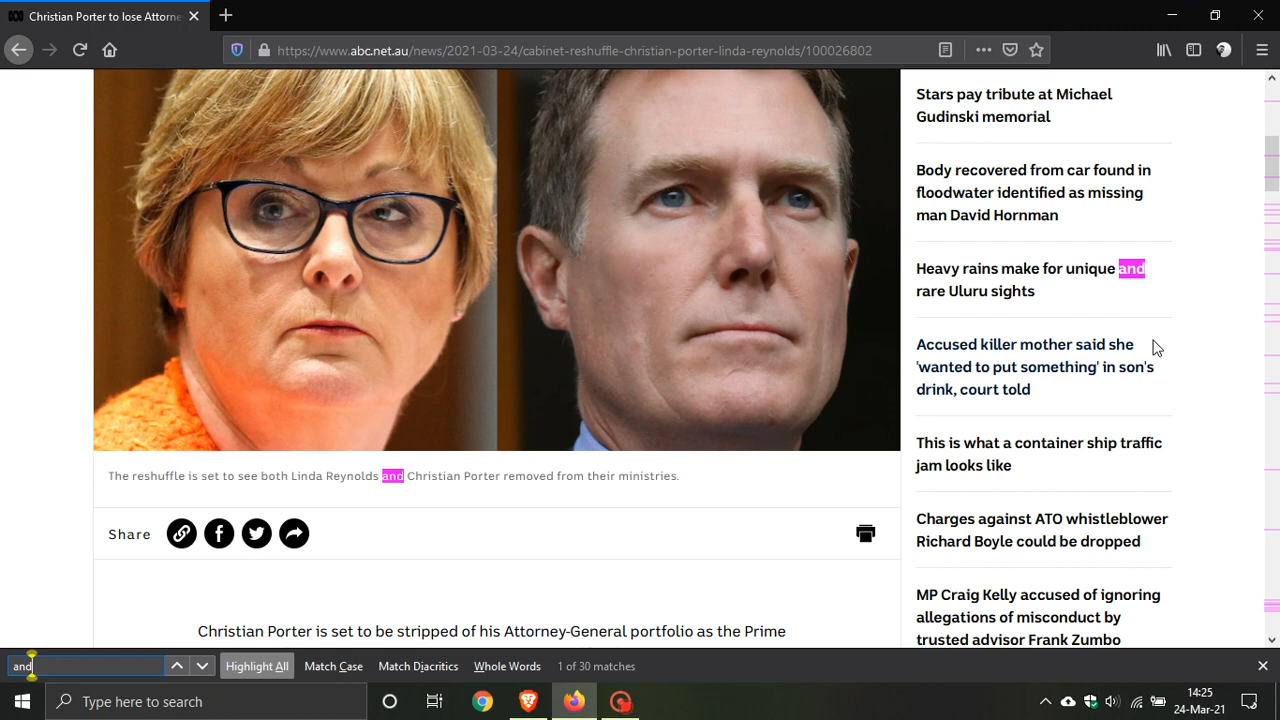 Christian Porter to lose Attorne
https://www.abc.net.au/news/2021-03-24/cabinet-reshuffle-christian-porter-linda-reynolds/100026802
The reshuffle is set to see both Linda Reynolds and Christian Porter removed from their ministries.
Share
Christian Porter is set to be stripped of his Attorney-General portfolio as the Prime
Stars pay tribute at Michael
Gudinski memorial
Body recovered from car found in
floodwater identified as missing
man David Hornman
Heavy rains make for unique and
rare Uluru sights
Accused killer mother said she
'wanted to put something' in son's
drink, court told
This is what a container ship traffic
jam looks like
Charges against ATO whistleblower
Richard Boyle could be dropped
MP Craig Kelly accused of ignoring
allegations of misconduct by
trusted advisor Frank Zumbo
and Highlight All Match Case Match Diacritics Whole Words 1 of 30 matches
Type here to search
14:25
24-Mar-21